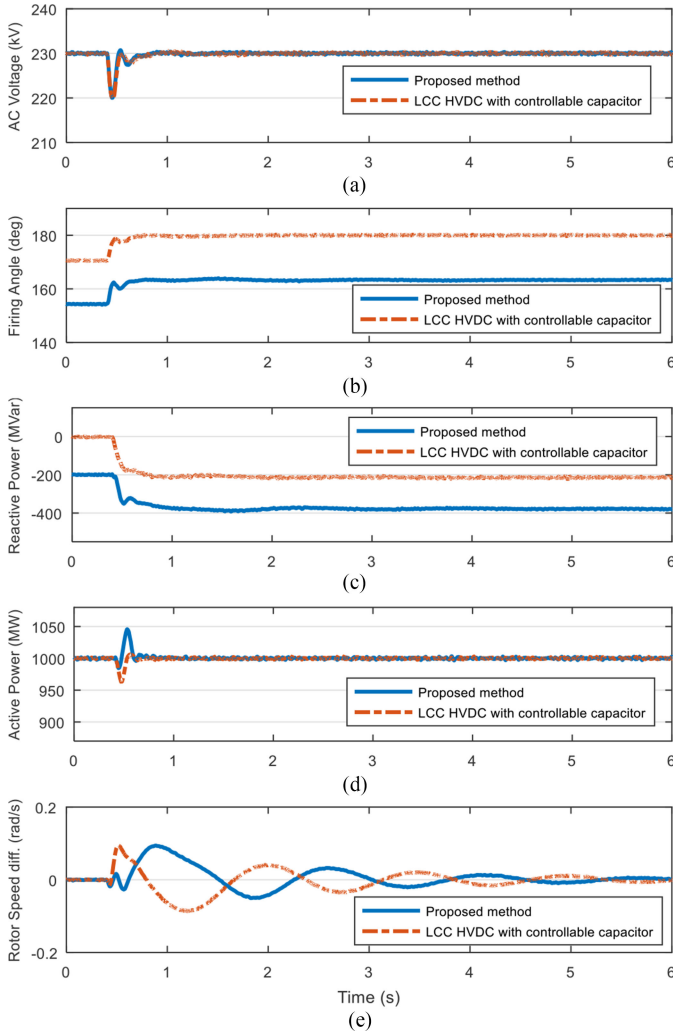 AC Voltage (kV)
240
230
220
210
Proposed method
LCC HVDC with controllable capacitor
0 1 2 3 4 5 6
(a)
Firing Angle (deg)
180
160
140
Proposed method
LCC HVDC with controllable capacitor
0 1 2 3 4 5 6
(b)
Reactive Power (MVar)
0
-200
-400
Proposed method
LCC HVDC with controllable capacitor
0 1 2 3 4 5 6
(c)
Active Power (MW)
1050
1000
950
900
Proposed method
LCC HVDC with controllable capacitor
0 1 2 3 4 5 6
(d)
Rotor Speed diff. (rad/s)
0.2
0
-0.2
Proposed method
LCC HVDC with controllable capacitor
0 1 2 3 4 5 6
Time (s)
(e)